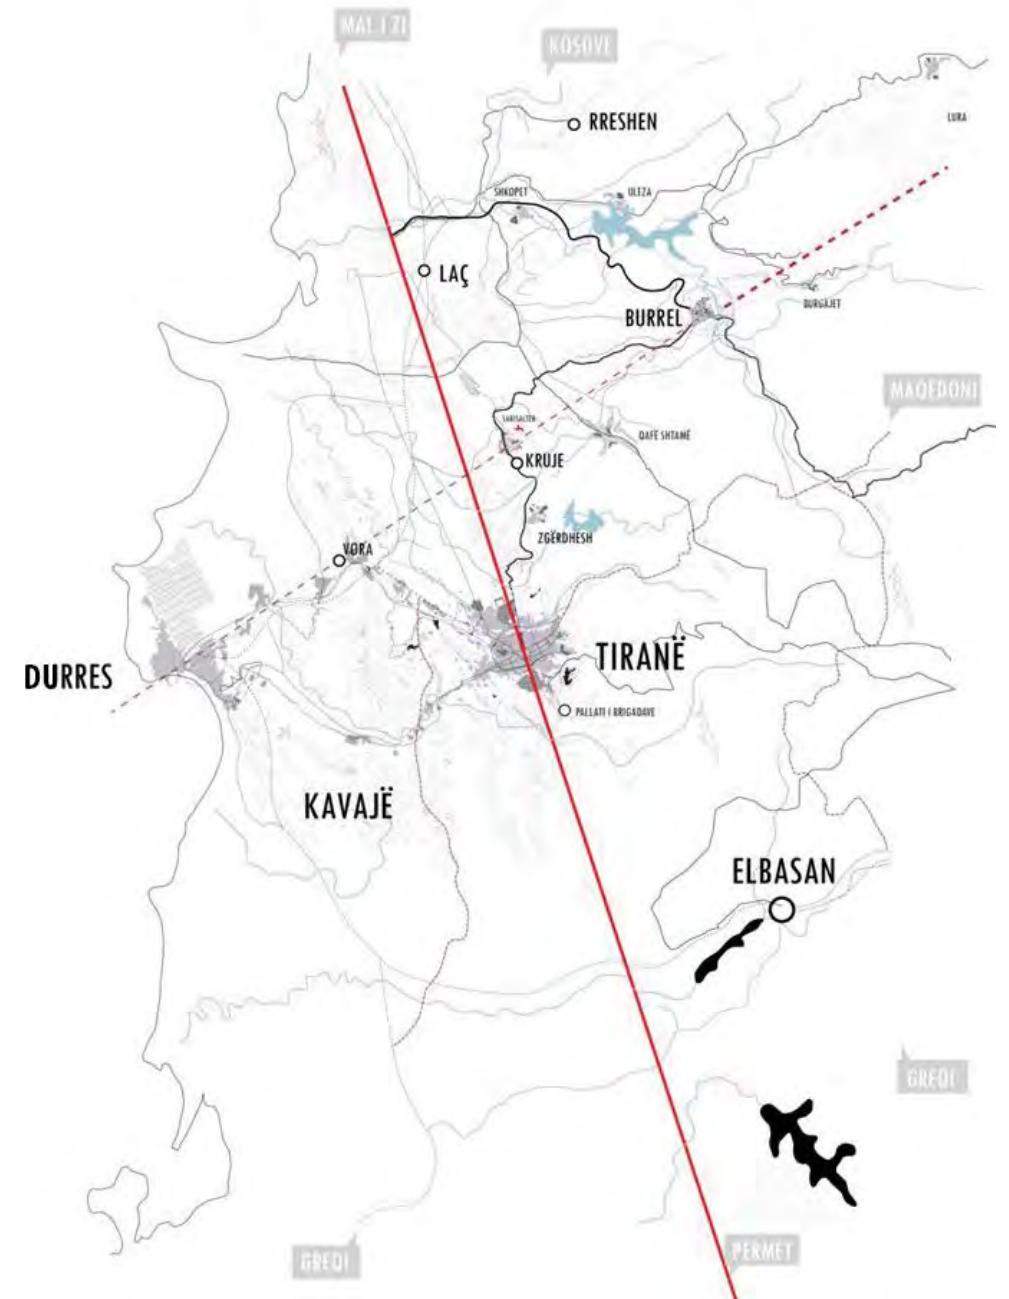 MAL I ZI
KOSOVE
RRESHEN
LURA
SHKOPET
ULEZA
LAÇ
BURREL
BURGAJET
MAQEDONI
SARISALTEK
QAFË SHTAMË
KRUJE
ZGËRDHESH
VORA
TIRANË
DURRES
PALLATI I BRIGADAVE
KAVAJË
ELBASAN
GREQI
GREQI
PERMET